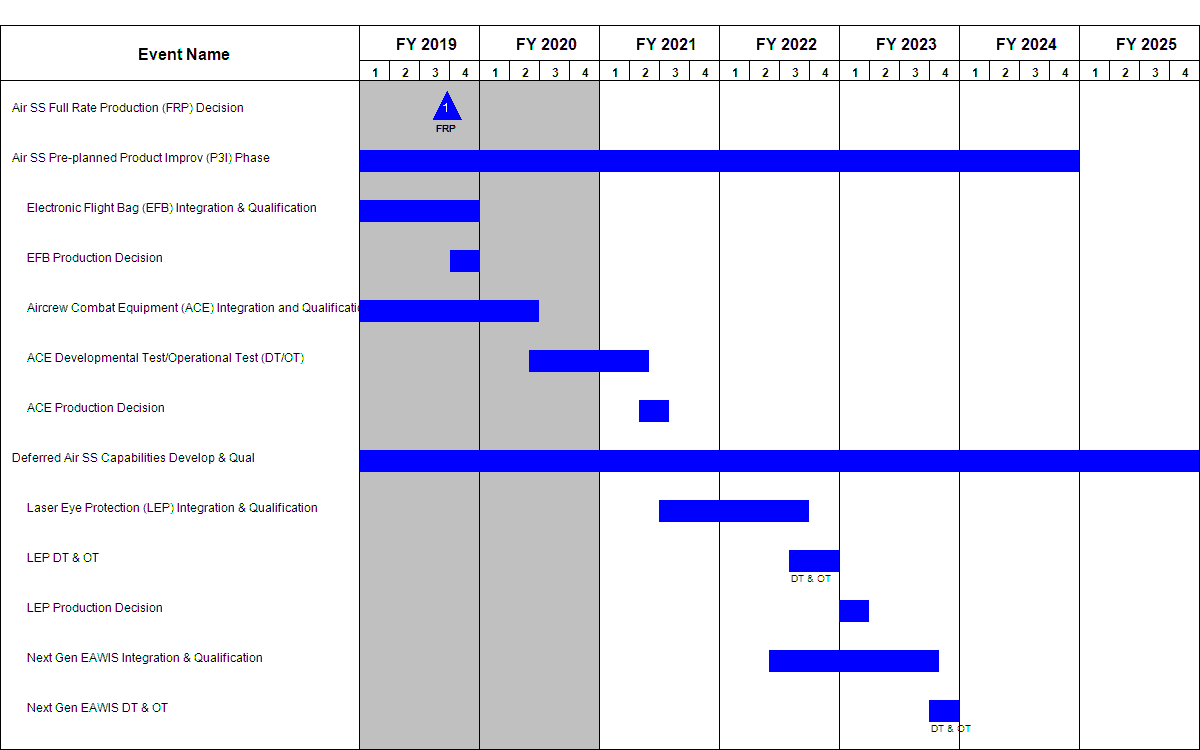 Event Name
FY 2019 FY 2020 FY 2021 FY 2022 FY 2023 FY 2024 FY 2025
1 2 3 4 1 2 3 4 1 2 3 4 1 2 3 4 1 2 3 4 1 2 3 4 1 2 3 4
Air SS Full Rate Production (FRP) Decision
1
FRP
Air SS Pre-planned Product Improv (P3I) Phase
Electronic Flight Bag (EFB) Integration & Qualification
EFB Production Decision
Aircrew Combat Equipment (ACE) Integration and Qualificati
ACE Developmental Test/Operational Test (DT/OT)
ACE Production Decision
Deferred Air SS Capabilities Develop & Qual
Laser Eye Protection (LEP) Integration & Qualification
LEP DT & OT
DT & OT
LEP Production Decision
Next Gen EAWIS Integration & Qualification
Next Gen EAWIS DT & OT
DT & OT